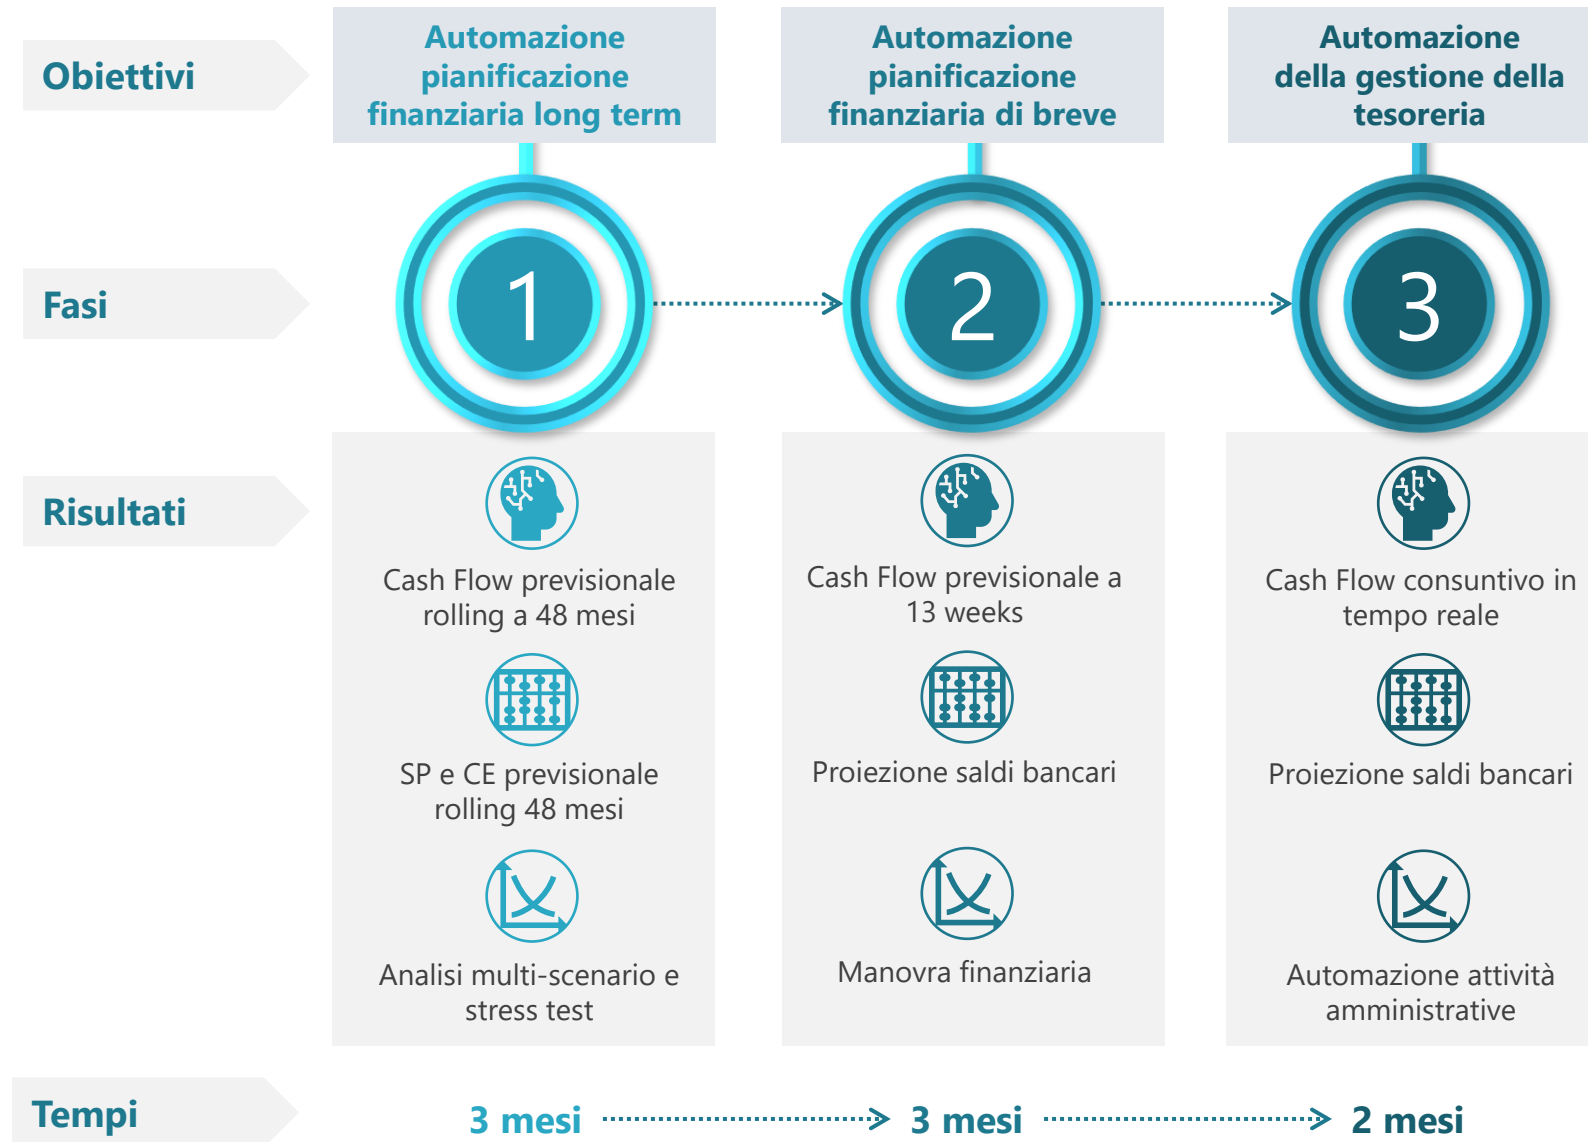 Obiettivi
Automazione
pianificazione
finanziaria long term
Automazione
pianificazione
finanziaria di breve
Automazione
della gestione della
tesoreria
Fasi
1
2
3
Risultati
Cash Flow previsionale
rolling a 48 mesi
SP e CE previsionale
rolling 48 mesi
Analisi multi-scenario e
stress test
Cash Flow previsionale a
13 weeks
Proiezione saldi bancari
Manovra finanziaria
Cash Flow consuntivo in
tempo reale
Proiezione saldi bancari
Automazione attività
amministrative
Tempi
3 mesi
3 mesi
2 mesi